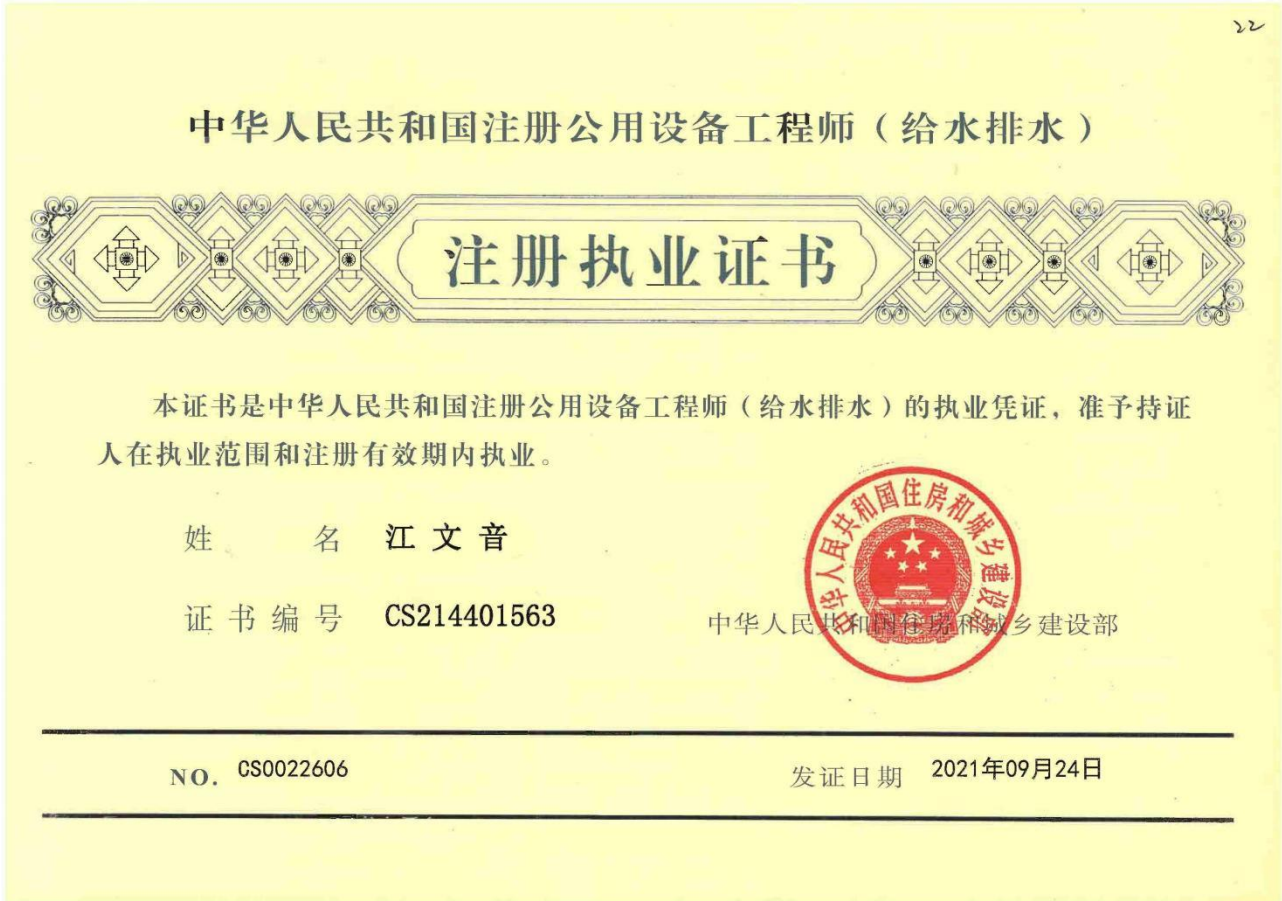 22
中华人民共和国注册公用设备工程师（给水排水）
注册执业证书
本证书是中华人民共和国注册公用设备工程师（给水排水）的执业凭证，准予持证
人在执业范围和注册有效期内执业。
姓 名 江文音
证书编号 CS214401563
中华人民共和国住房和城乡建设部
中华人民共和国住房和城乡建设部
NO. CS0022606
发证日期 2021年09月24日